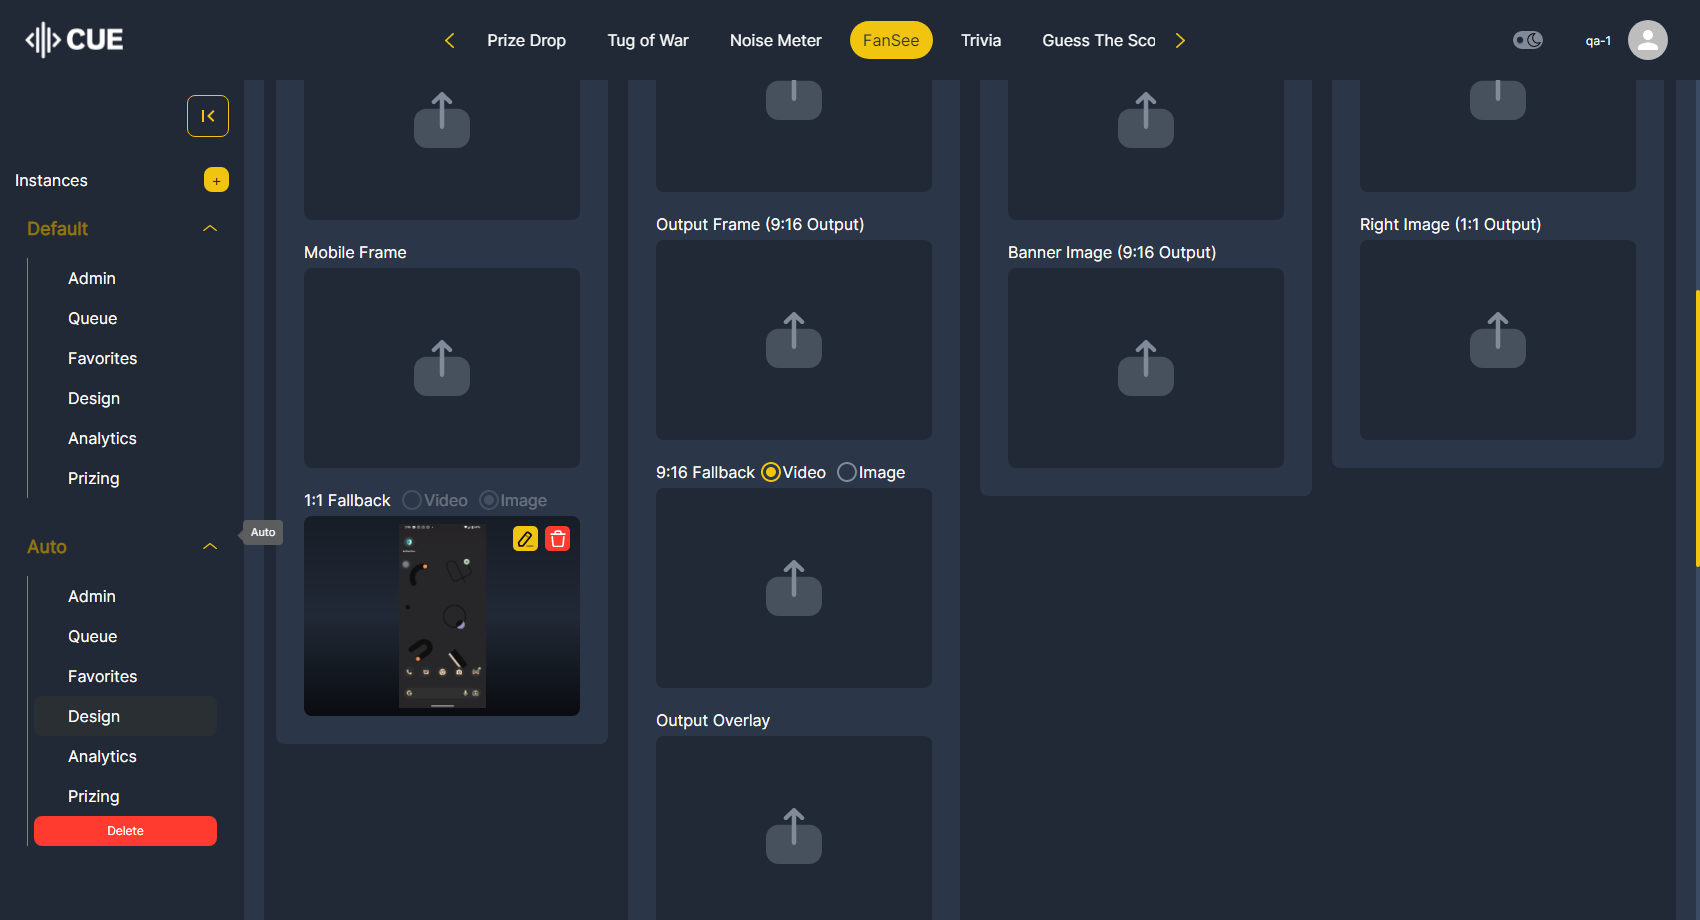 CUE
Prize Drop
Tug of War
Noise Meter
FanSee
Trivia
Guess The Sco
qa-1
Instances
+
Default
Admin
Queue
Favorites
Design
Analytics
Prizing
Auto
Auto
Admin
Queue
Favorites
Design
Analytics
Prizing
Delete
Mobile Frame
1:1 Fallback Video Image
Output Frame (9:16 Output)
9:16 Fallback Video Image
Output Overlay
Banner Image (9:16 Output)
Right Image (1:1 Output)